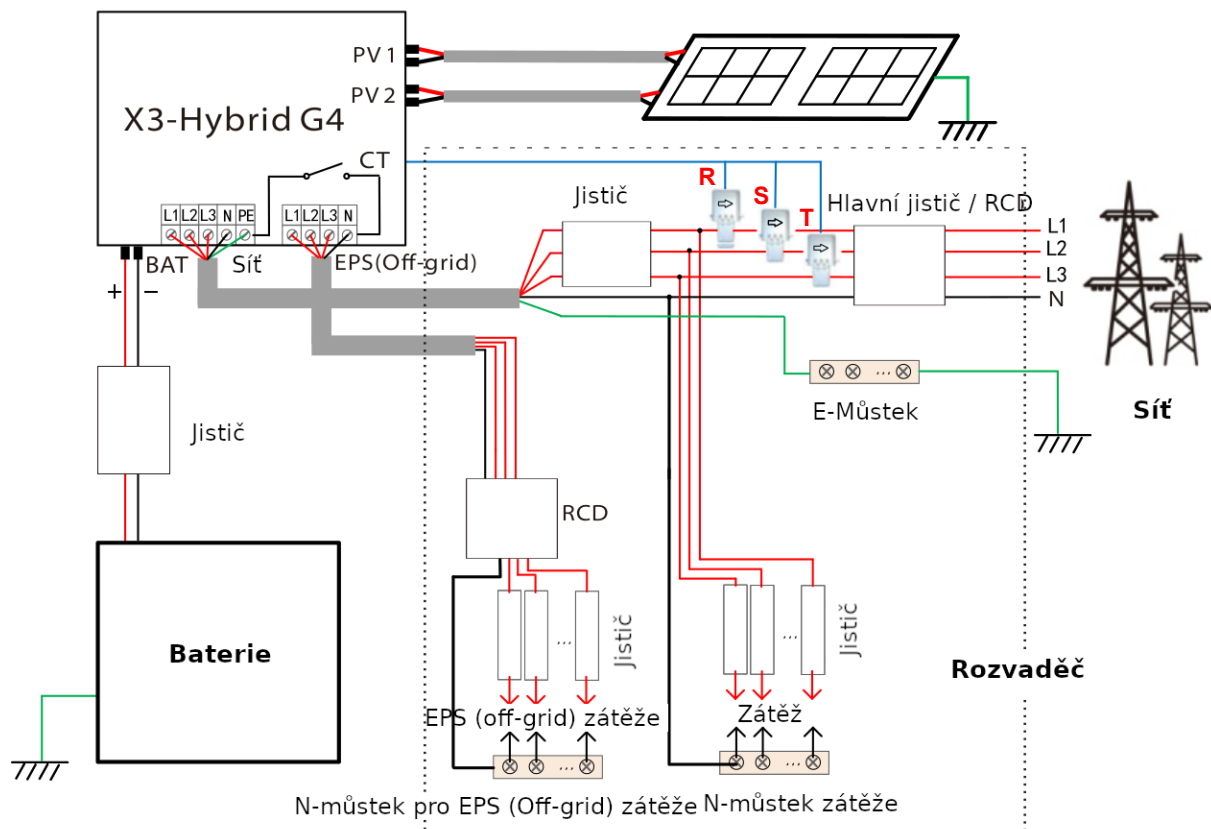 PV 1
PV 2
X3-Hybrid G4
CT
R
S
T
Jistič
Hlavní jistič / RCD
L1
L2
L3
N
L1 L2 L3 N PE
L1 L2 L3 N
BAT
Síť
EPS(Off-grid)
+ −
...
E-Můstek
Síť
Jistič
RCD
Baterie
...
Jistič
...
Jistič
Rozvaděč
EPS (off-grid) zátěže
Zátěž
...
...
N-můstek pro EPS (Off-grid) zátěže
N-můstek zátěže